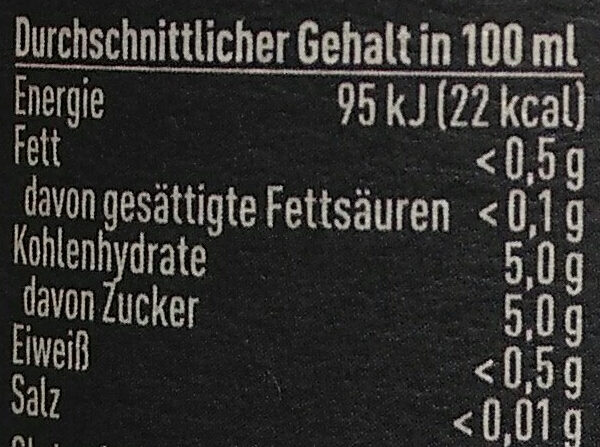 Durchschnittlicher Gehalt in 100 ml
Energie 95 kJ (22 kcal)
Fett <0,5 g
davon gesättigte Fettsäuren <0,1 g
Kohlenhydrate 5,0 g
davon Zucker 5,0 g
Eiweiß <0,5 g
Salz <0,01 g